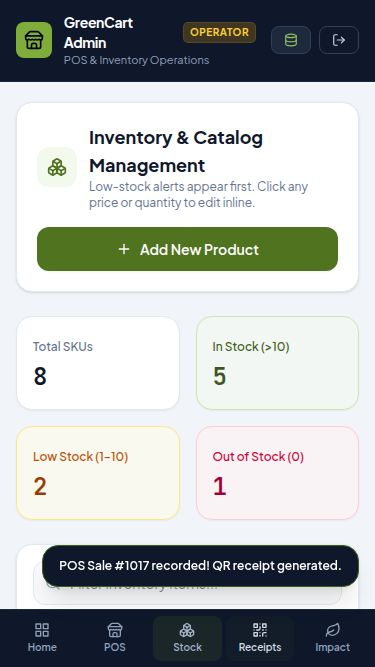 GreenCart
Admin
OPERATOR
POS & Inventory Operations
Inventory & Catalog
Management
Low-stock alerts appear first. Click any
price or quantity to edit inline.
+ Add New Product
Total SKUs
8
In Stock (>10)
5
Low Stock (1–10)
2
Out of Stock (0)
1
POS Sale #1017 recorded! QR receipt generated.
Home
POS
Stock
Receipts
Impact